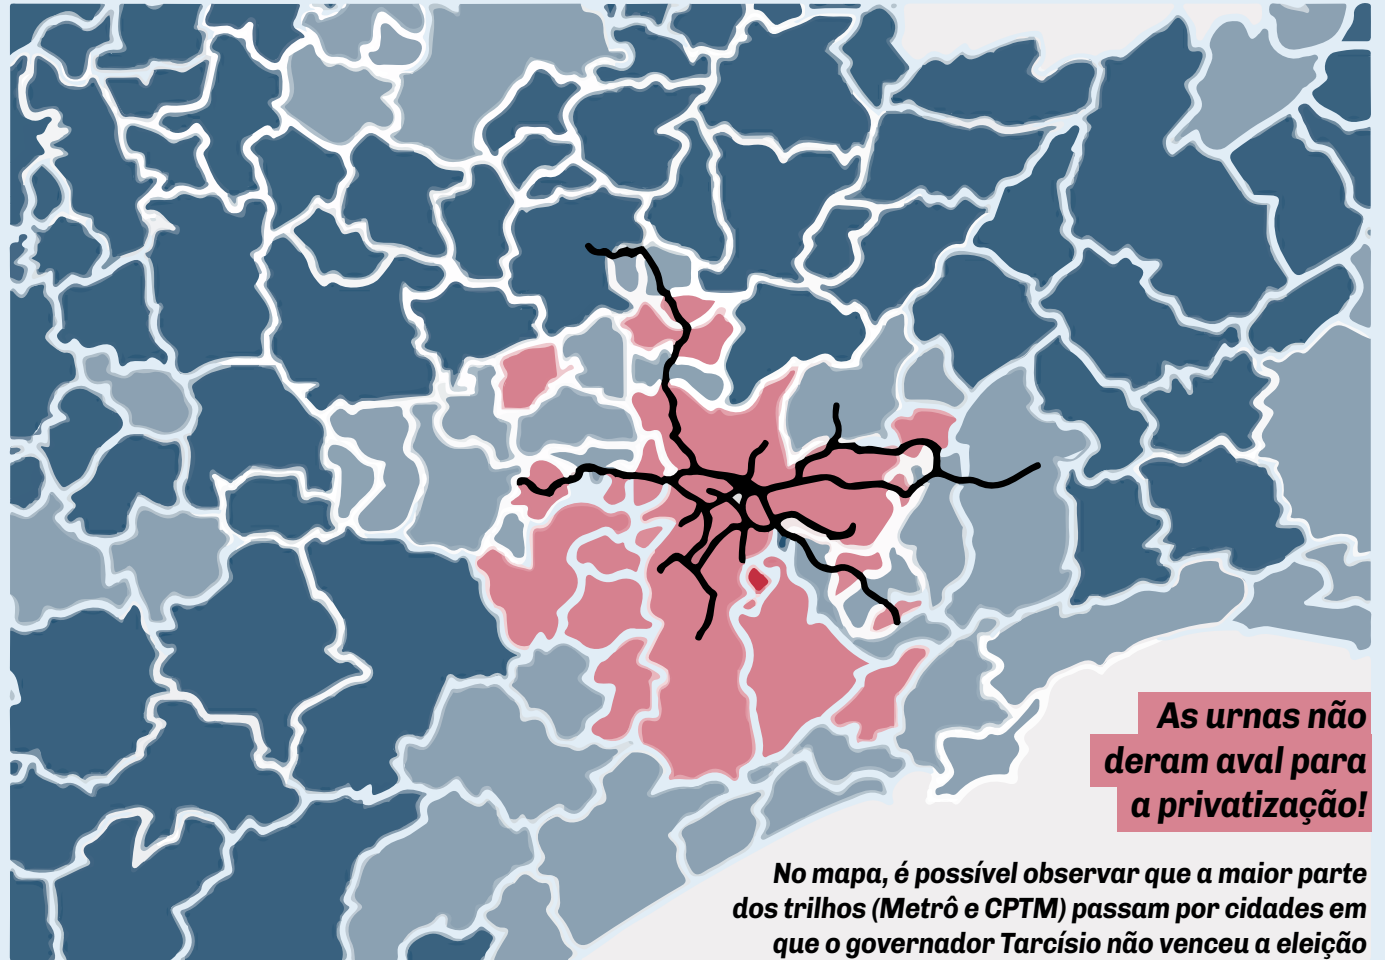 As urnas não
deram aval para
a privatização!
No mapa, é possível observar que a maior parte
dos trilhos (Metrô e CPTM) passam por cidades em
que o governador Tarcísio não venceu a eleição